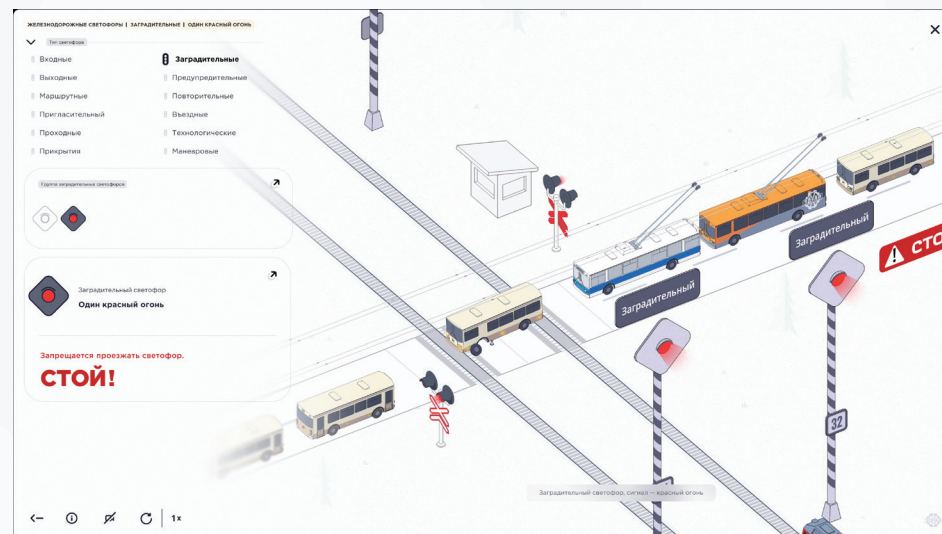 ЖЕЛЕЗНОДОРОЖНЫЕ СВЕТОФОРЫ | ЗАГРАДИТЕЛЬНЫЕ | ОДИН КРАСНЫЙ ОГОНЬ
Тип светофора
Входные
Заградительные
Выходные
Предупредительные
Маршрутные
Повторительные
Пригласительный
Въездные
Проходные
Технологические
Прикрытия
Маневровые
Группа заградительных светофоров
Заградительный светофор
Один красный огонь
Запрещается проезжать светофор.
СТОЙ!
Заградительный
Заградительный
СТО
32
Заградительный светофор, сигнал — красный огонь
1x